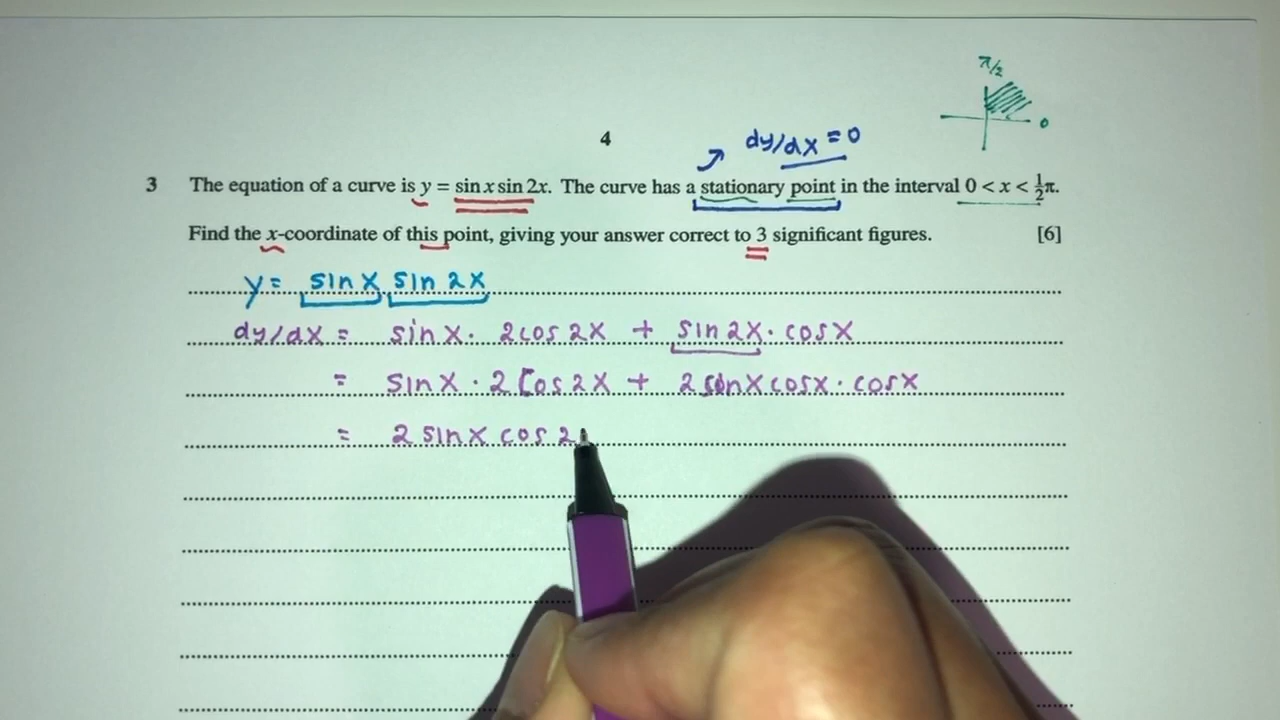 π/2
0
4
dy/dx = 0
3 The equation of a curve is y = sin x sin 2x. The curve has a stationary point in the interval 0 < x < ½π.
Find the x-coordinate of this point, giving your answer correct to 3 significant figures. [6]
y = sin x sin 2x
dy/dx = sin x · 2cos 2x + sin 2x · cos x
= sin x · 2 cos 2x + 2 sin x cos x · cos x
= 2 sin x cos 2